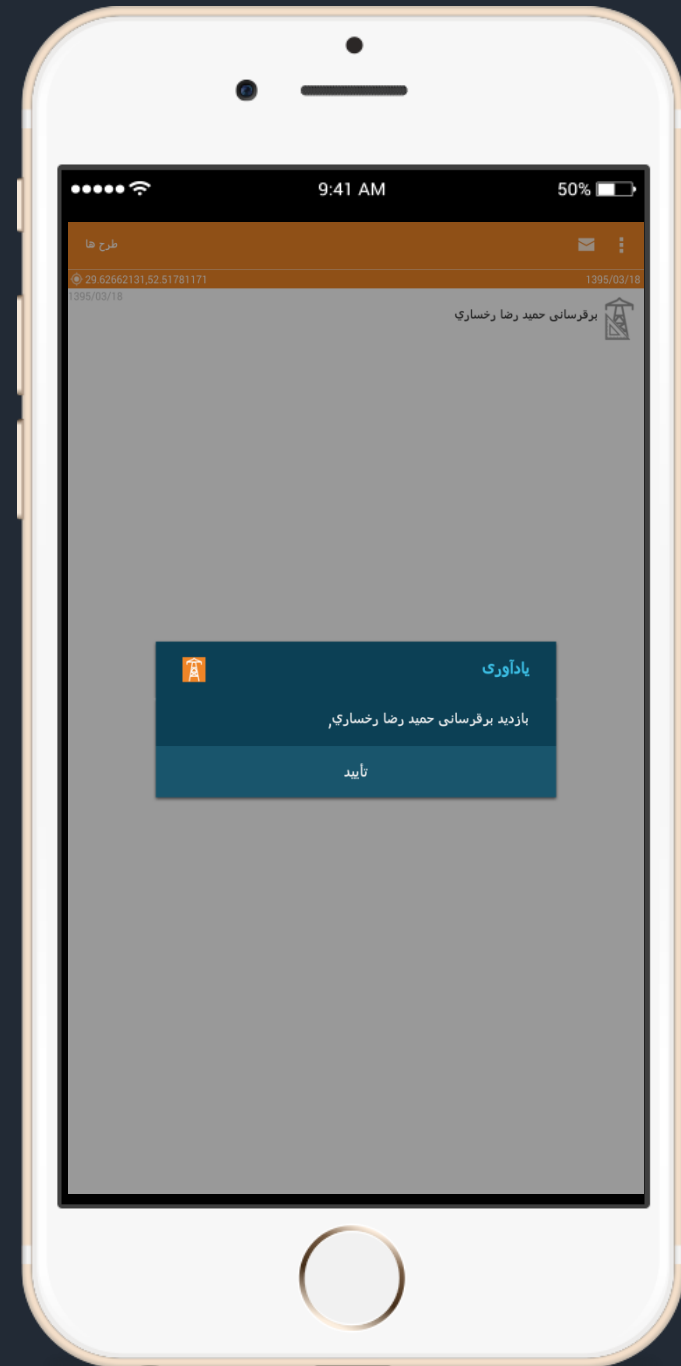 9:41 AM
50%
طرح ها
29.62662131,52.51781171
1395/03/18
1395/03/18
برقرسانی حمید رضا رخساري
یادآوری
بازدید برقرسانی حمید رضا رخساري,
تأیید